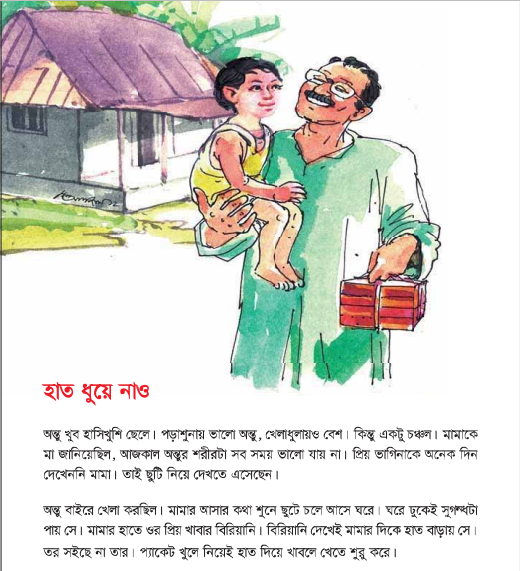 হাত ধুয়ে নাও
অন্তু খুব হাসিখুশি ছেলে। পড়াশুনায় ভালো অন্তু, খেলাধুলায়ও বেশ। কিন্তু একটু চঞ্চল। মামাকে
মা জানিয়েছিল, আজকাল অন্তুর শরীরটা সব সময় ভালো যায় না। প্রিয় ভাগিনাকে অনেক দিন
দেখেননি মামা। তাই ছুটি নিয়ে দেখতে এসেছেন।
অন্তু বাইরে খেলা করছিল। মামার আসার কথা শুনে ছুটে চলে আসে ঘরে। ঘরে ঢুকেই সুগন্ধটা
পায় সে। মামার হাতে ওর প্রিয় খাবার বিরিয়ানি। বিরিয়ানি দেখেই মামার দিকে হাত বাড়ায় সে।
তর সইছে না তার। প্যাকেট খুলে নিয়েই হাত দিয়ে খাবলে খেতে শুরু করে।